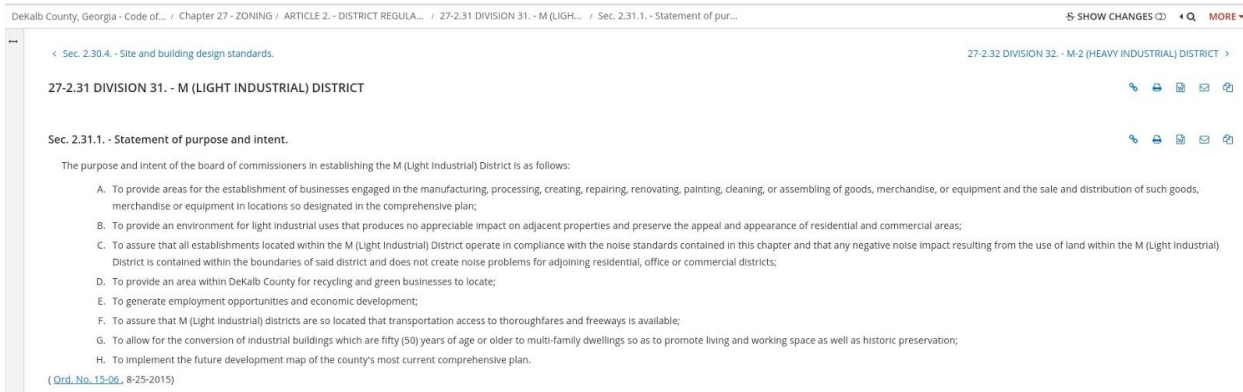 DeKalb County, Georgia - Code of... / Chapter 27 - ZONING / ARTICLE 2. - DISTRICT REGULA... / 27-2.31 DIVISION 31. - M (LIGH... / Sec. 2.31.1. - Statement of pur...
SHOW CHANGES MORE
< Sec. 2.30.4. - Site and building design standards.
27-2.32 DIVISION 32. - M-2 (HEAVY INDUSTRIAL) DISTRICT >
27-2.31 DIVISION 31. - M (LIGHT INDUSTRIAL) DISTRICT
Sec. 2.31.1. - Statement of purpose and intent.
The purpose and intent of the board of commissioners in establishing the M (Light Industrial) District is as follows:
A. To provide areas for the establishment of businesses engaged in the manufacturing, processing, creating, repairing, renovating, painting, cleaning, or assembling of goods, merchandise, or equipment and the sale and distribution of such goods,
merchandise or equipment in locations so designated in the comprehensive plan;
B. To provide an environment for light industrial uses that produces no appreciable impact on adjacent properties and preserve the appeal and appearance of residential and commercial areas;
C. To assure that all establishments located within the M (Light Industrial) District operate in compliance with the noise standards contained in this chapter and that any negative noise impact resulting from the use of land within the M (Light Industrial)
District is contained within the boundaries of said district and does not create noise problems for adjoining residential, office or commercial districts;
D. To provide an area within DeKalb County for recycling and green businesses to locate;
E. To generate employment opportunities and economic development;
F. To assure that M (Light Industrial) districts are so located that transportation access to thoroughfares and freeways is available;
G. To allow for the conversion of industrial buildings which are fifty (50) years of age or older to multi-family dwellings so as to promote living and working space as well as historic preservation;
H. To implement the future development map of the county's most current comprehensive plan.
( Ord. No. 15-06 , 8-25-2015)